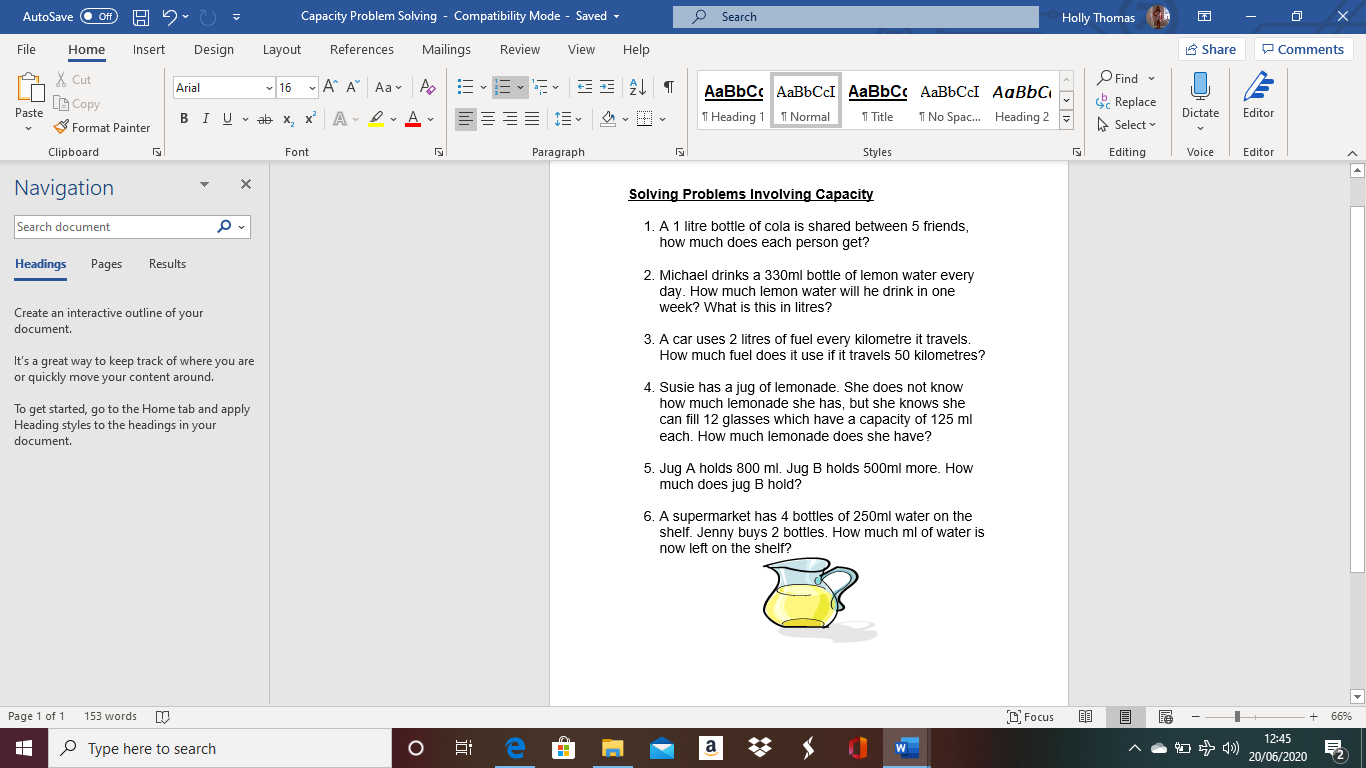 AutoSave Off
Capacity Problem Solving - Compatibility Mode - Saved
Search
Holly Thomas
File Home Insert Design Layout References Mailings Review View Help
Share Comments
Paste
Cut
Copy
Format Painter
Clipboard
Arial 16
Font
Paragraph
AaBbCc AaBbCcI AaBbCc AaBbCcI AaBbC
¶ Heading 1 ¶ Normal ¶ Title ¶ No Spac... Heading 2
Styles
Find
Replace
Select
Editing
Dictate
Voice
Editor
Editor
Navigation
Search document
Headings Pages Results
Create an interactive outline of your
document.
It's a great way to keep track of where you are
or quickly move your content around.
To get started, go to the Home tab and apply
Heading styles to the headings in your
document.
Solving Problems Involving Capacity
1. A 1 litre bottle of cola is shared between 5 friends,
how much does each person get?
2. Michael drinks a 330ml bottle of lemon water every
day. How much lemon water will he drink in one
week? What is this in litres?
3. A car uses 2 litres of fuel every kilometre it travels.
How much fuel does it use if it travels 50 kilometres?
4. Susie has a jug of lemonade. She does not know
how much lemonade she has, but she knows she
can fill 12 glasses which have a capacity of 125 ml
each. How much lemonade does she have?
5. Jug A holds 800 ml. Jug B holds 500ml more. How
much does jug B hold?
6. A supermarket has 4 bottles of 250ml water on the
shelf. Jenny buys 2 bottles. How much ml of water is
now left on the shelf?
Page 1 of 1 153 words
Focus
66%
Type here to search
12:45
20/06/2020
2